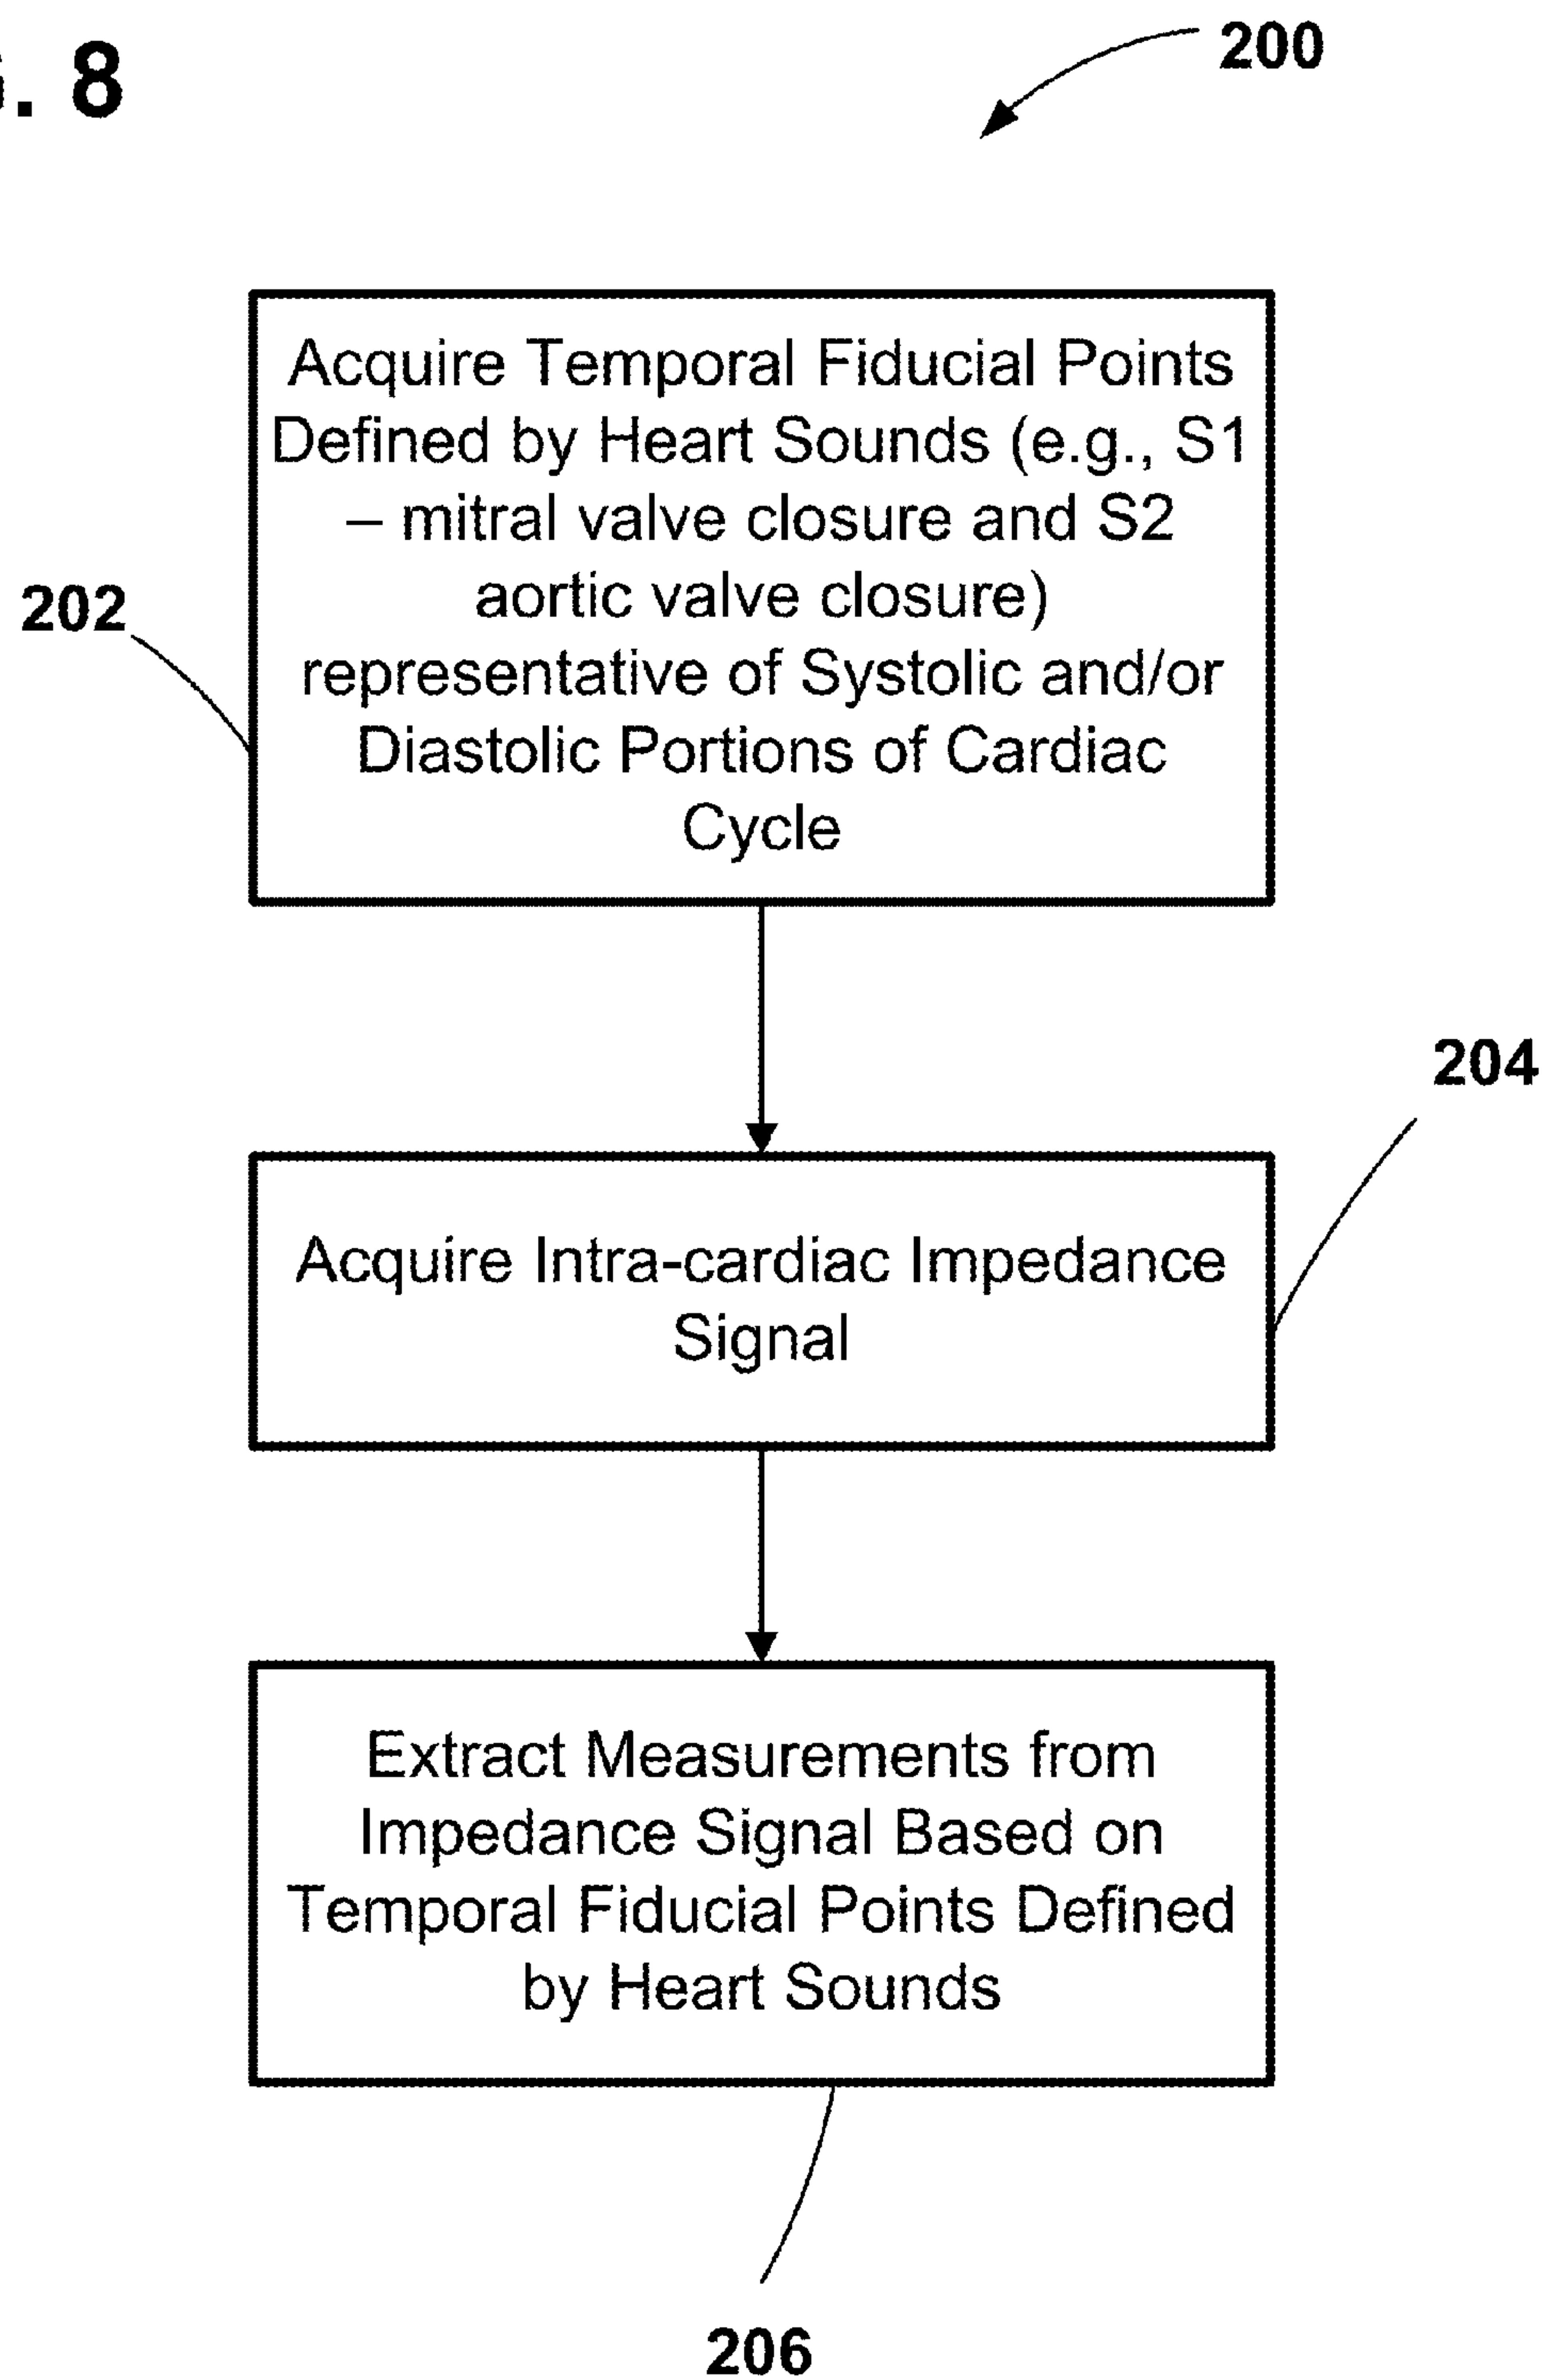 . 8
200
Acquire Temporal Fiducial Points
Defined by Heart Sounds (e.g., S1
– mitral valve closure and S2
aortic valve closure)
representative of Systolic and/or
Diastolic Portions of Cardiac
Cycle
202
204
Acquire Intra-cardiac Impedance
Signal
Extract Measurements from
Impedance Signal Based on
Temporal Fiducial Points Defined
by Heart Sounds
206